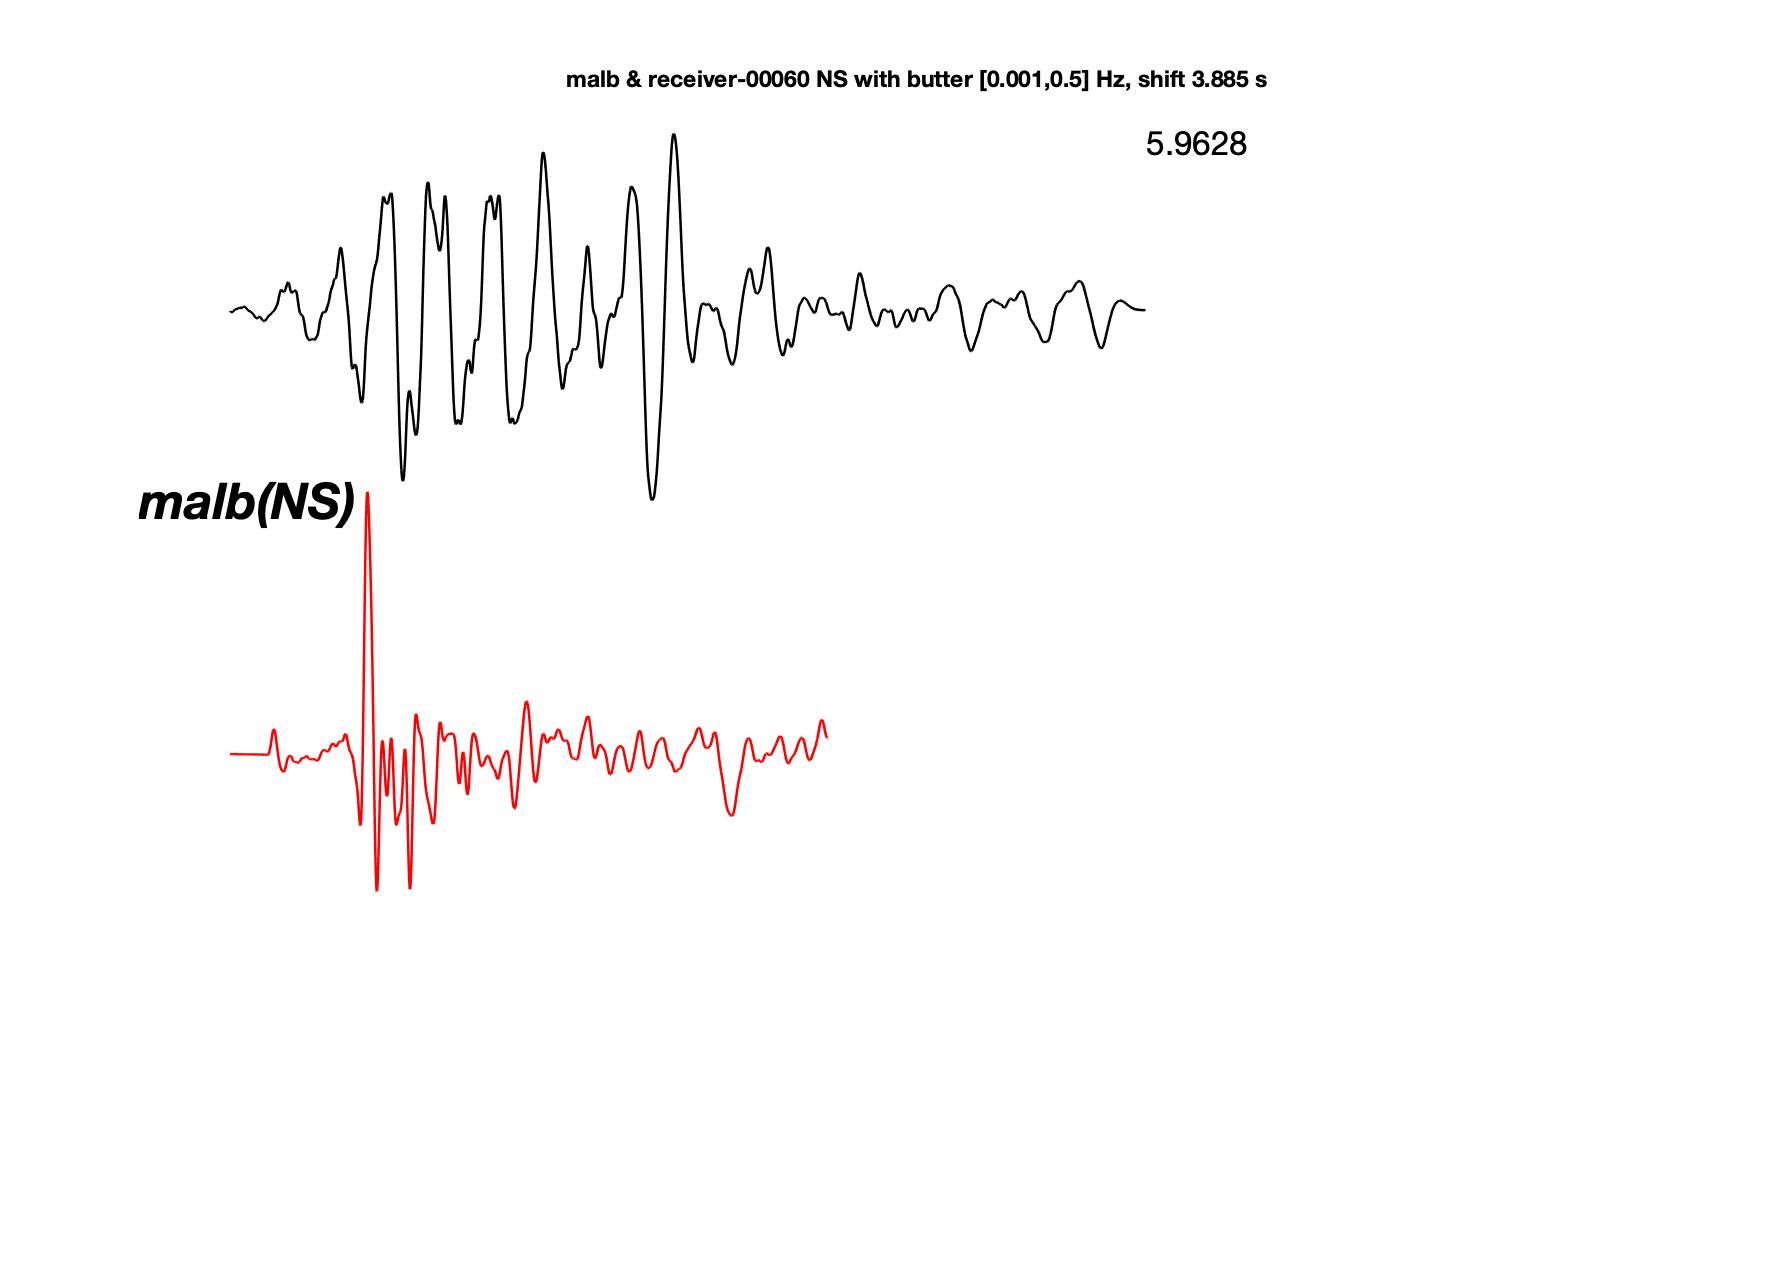 malb & receiver-00060 NS with butter [0.001,0.5] Hz, shift 3.885 s
5.9628
malb(NS)